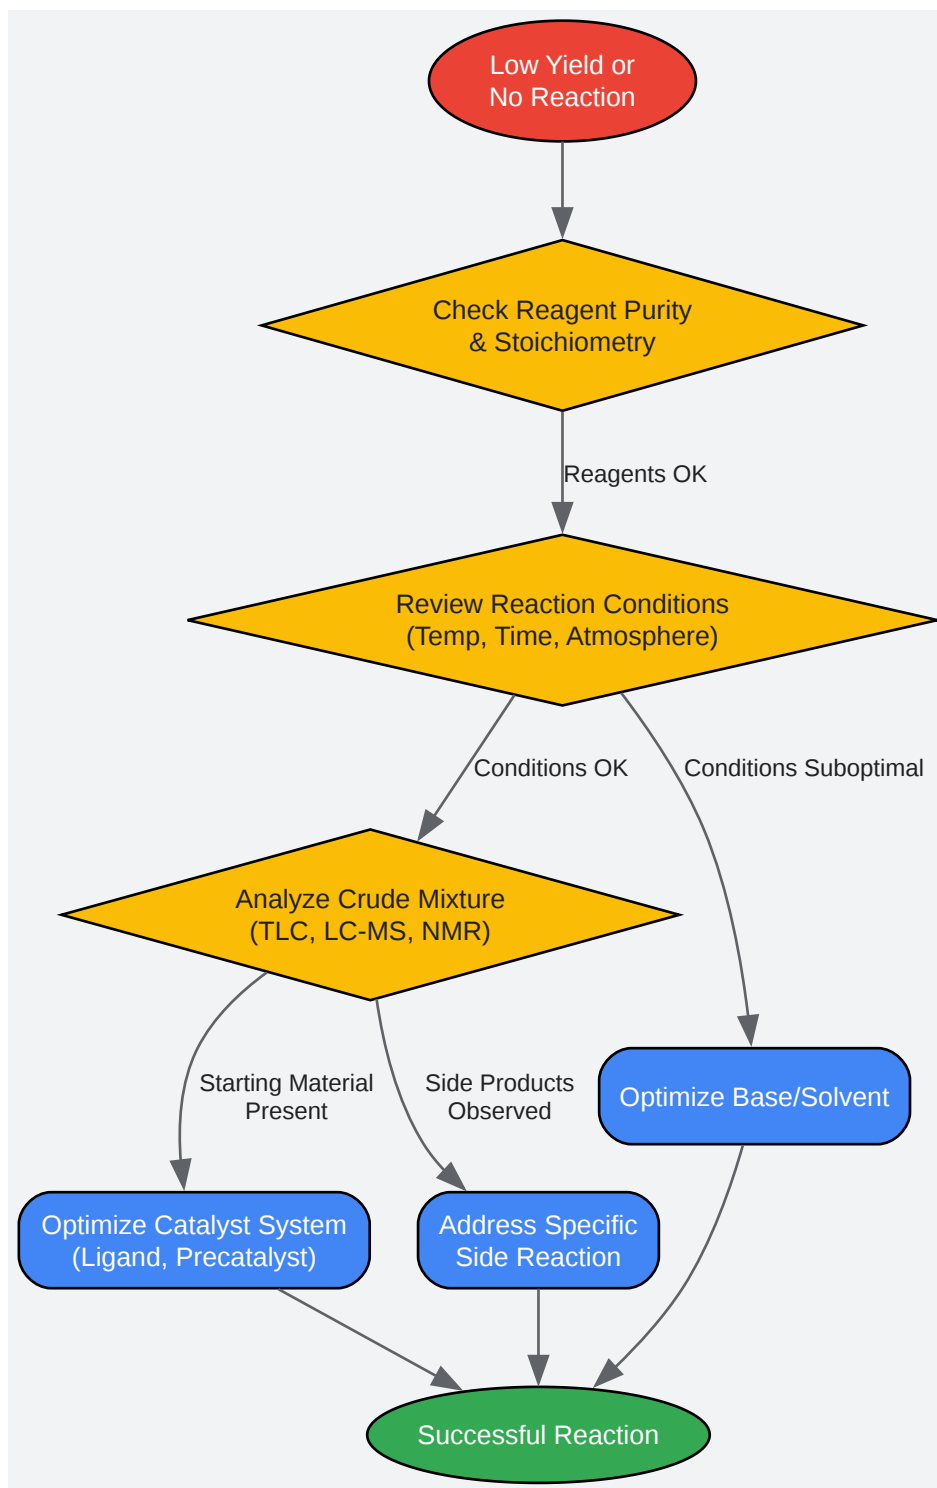 Low Yield or
No Reaction
Check Reagent Purity
& Stoichiometry
Reagents OK
Review Reaction Conditions
(Temp, Time, Atmosphere)
Conditions OK
Conditions Suboptimal
Analyze Crude Mixture
(TLC, LC-MS, NMR)
Starting Material
Present
Side Products
Observed
Optimize Base/Solvent
Optimize Catalyst System
(Ligand, Precatalyst)
Address Specific
Side Reaction
Successful Reaction